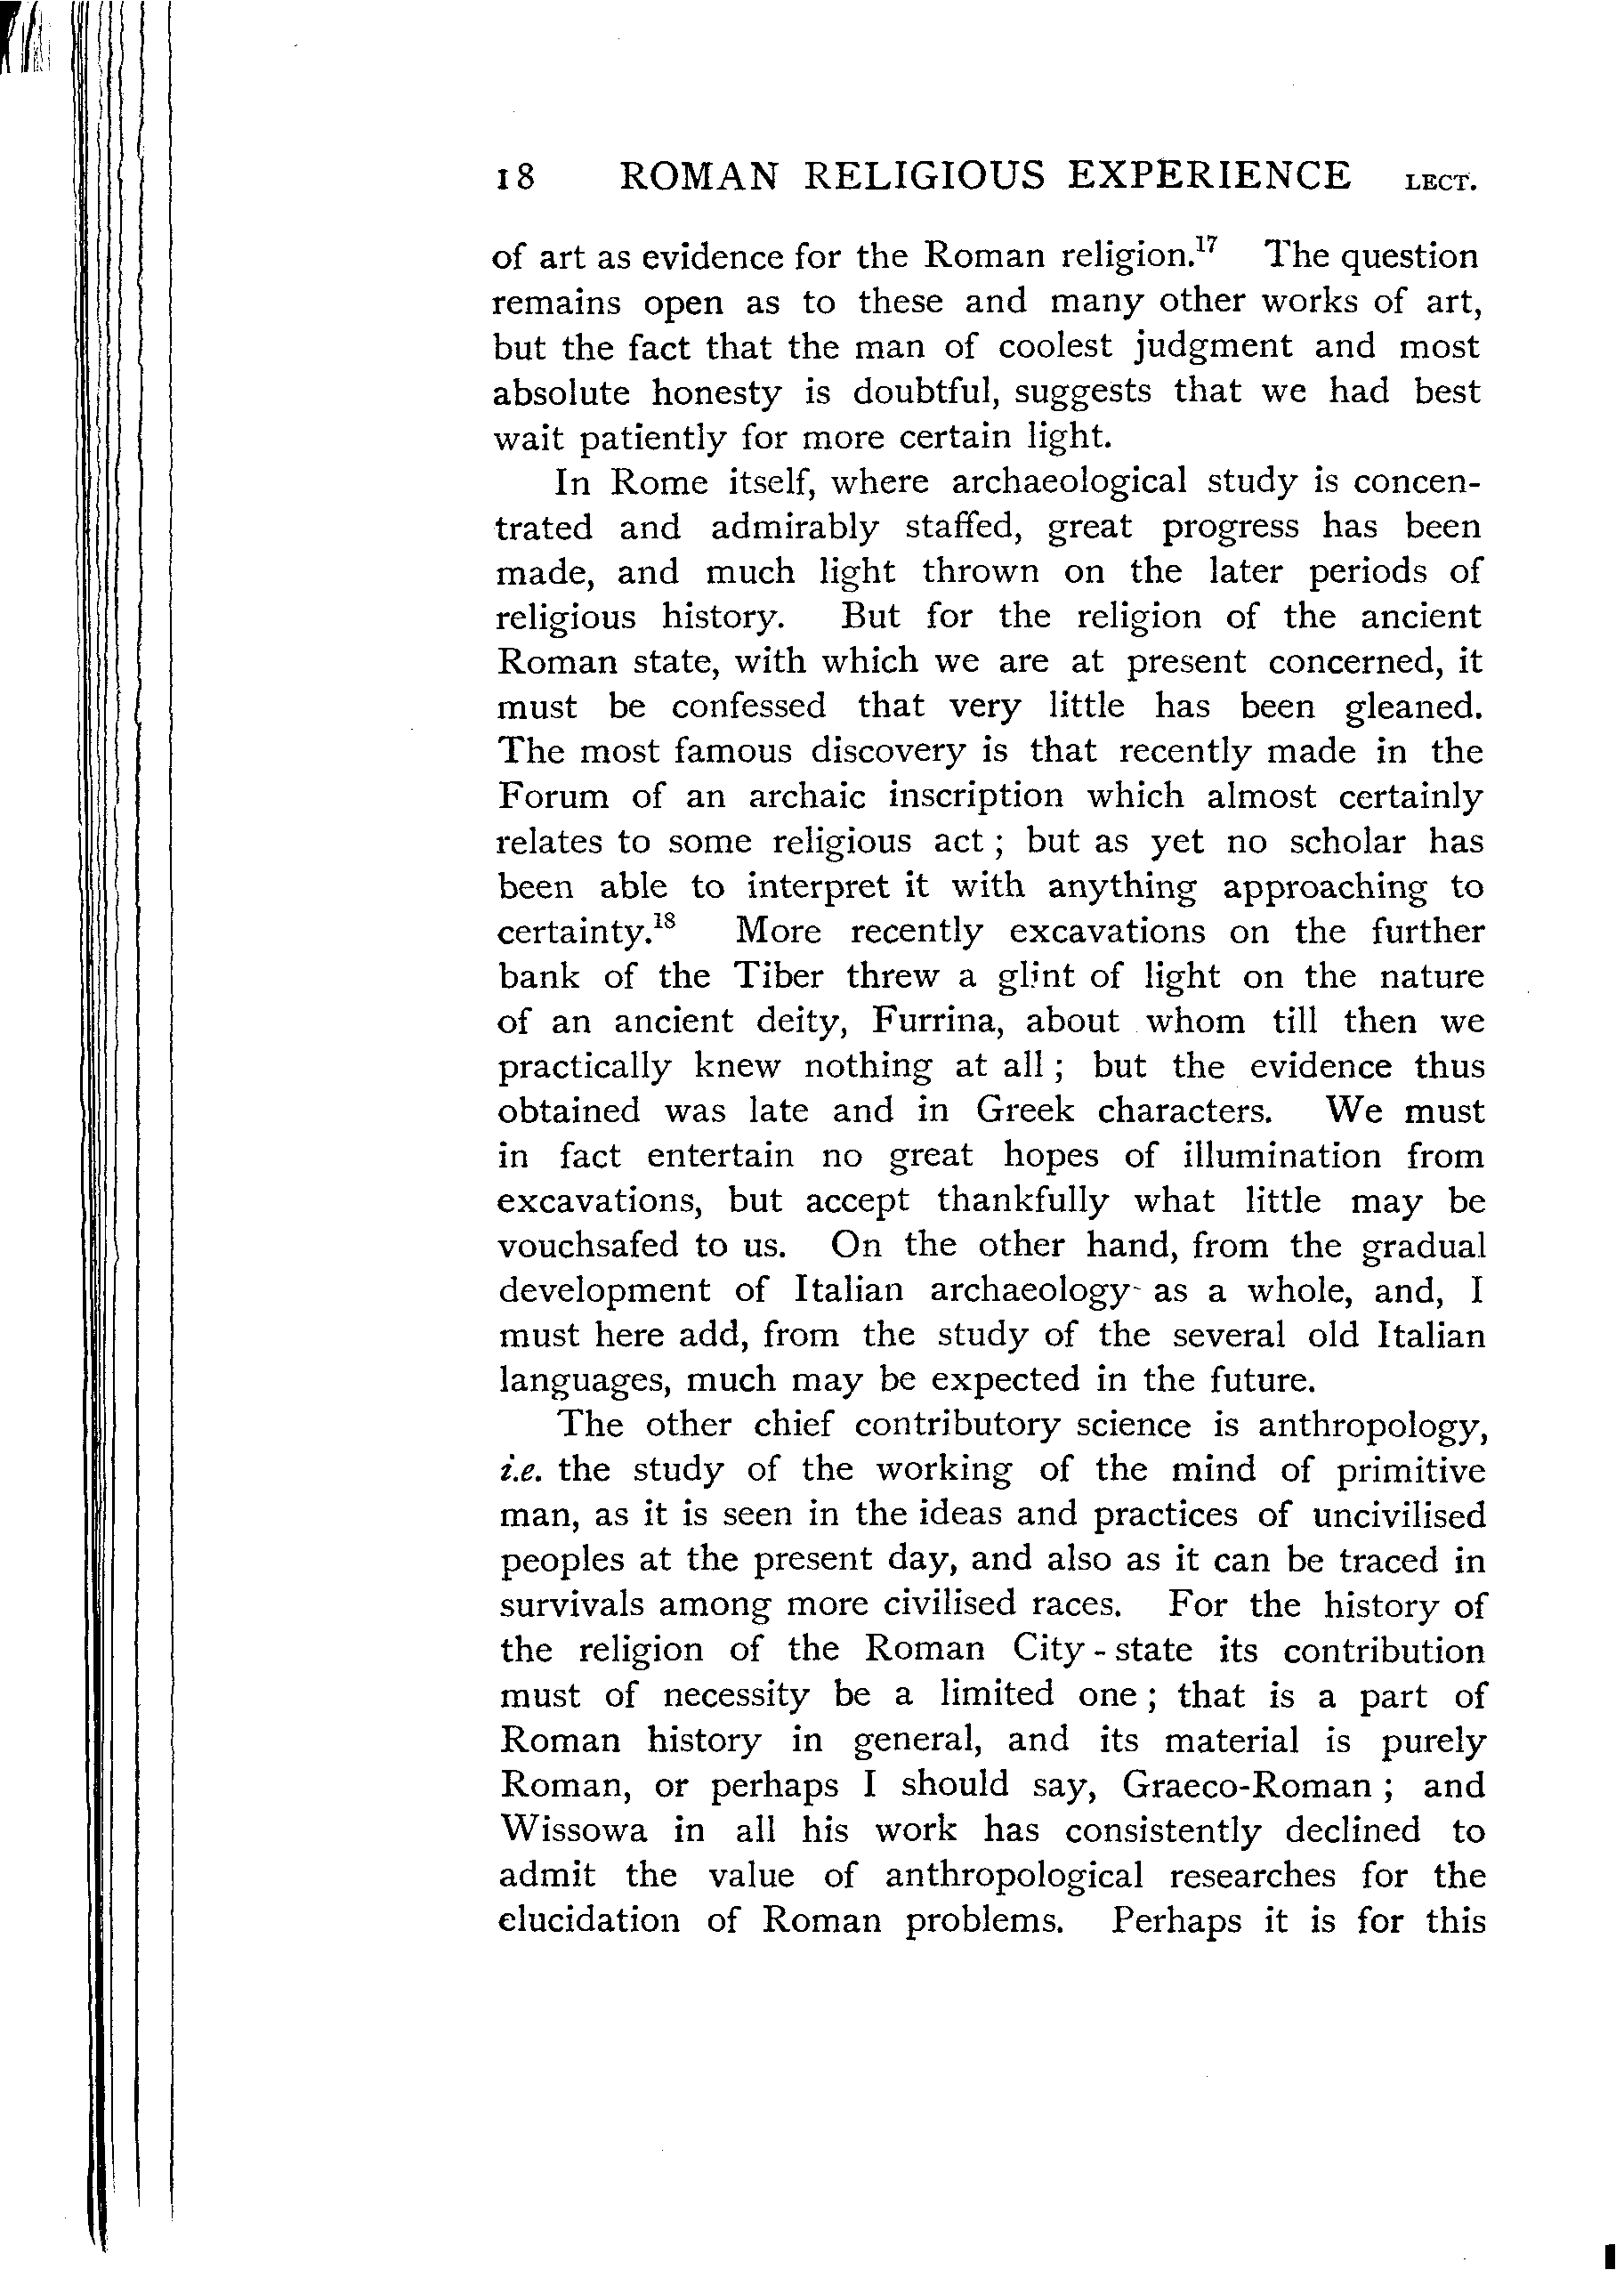 18 ROMAN RELIGIOUS EXPERIENCE LECT.
of art as evidence for the Roman religion.17 The question
remains open as to these and many other works of art,
but the fact that the man of coolest judgment and most
absolute honesty is doubtful, suggests that we had best
wait patiently for more certain light.
In Rome itself, where archaeological study is concen-
trated and admirably staffed, great progress has been
made, and much light thrown on the later periods of
religious history. But for the religion of the ancient
Roman state, with which we are at present concerned, it
must be confessed that very little has been gleaned.
The most famous discovery is that recently made in the
Forum of an archaic inscription which almost certainly
relates to some religious act ; but as yet no scholar has
been able to interpret it with anything approaching to
certainty.18 More recently excavations on the further
bank of the Tiber threw a glint of light on the nature
of an ancient deity, Furrina, about whom till then we
practically knew nothing at all ; but the evidence thus
obtained was late and in Greek characters. We must
in fact entertain no great hopes of illumination from
excavations, but accept thankfully what little may be
vouchsafed to us. On the other hand, from the gradual
development of Italian archaeology as a whole, and, I
must here add, from the study of the several old Italian
languages, much may be expected in the future.
The other chief contributory science is anthropology,
i.e. the study of the working of the mind of primitive
man, as it is seen in the ideas and practices of uncivilised
peoples at the present day, and also as it can be traced in
survivals among more civilised races. For the history of
the religion of the Roman City-state its contribution
must of necessity be a limited one ; that is a part of
Roman history in general, and its material is purely
Roman, or perhaps I should say, Graeco-Roman ; and
Wissowa in all his work has consistently declined to
admit the value of anthropological researches for the
elucidation of Roman problems. Perhaps it is for this